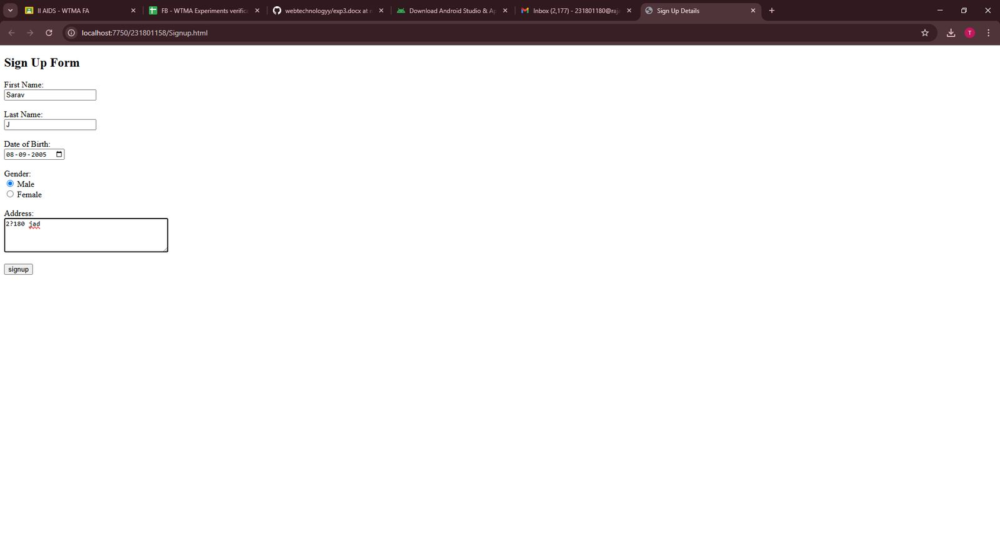 II AIDS - WTMA FA
FB - WTMA Experiments verifica
webtechnologyy/exp3.docx at m
Download Android Studio & Ap
Inbox (2,177) - 231801180@raja
Sign Up Details
localhost:7750/231801158/Signup.html
T
Sign Up Form
First Name:
Sarav
Last Name:
J
Date of Birth:
08-09-2005
Gender:
Male
Female
Address:
2?180 jad
signup